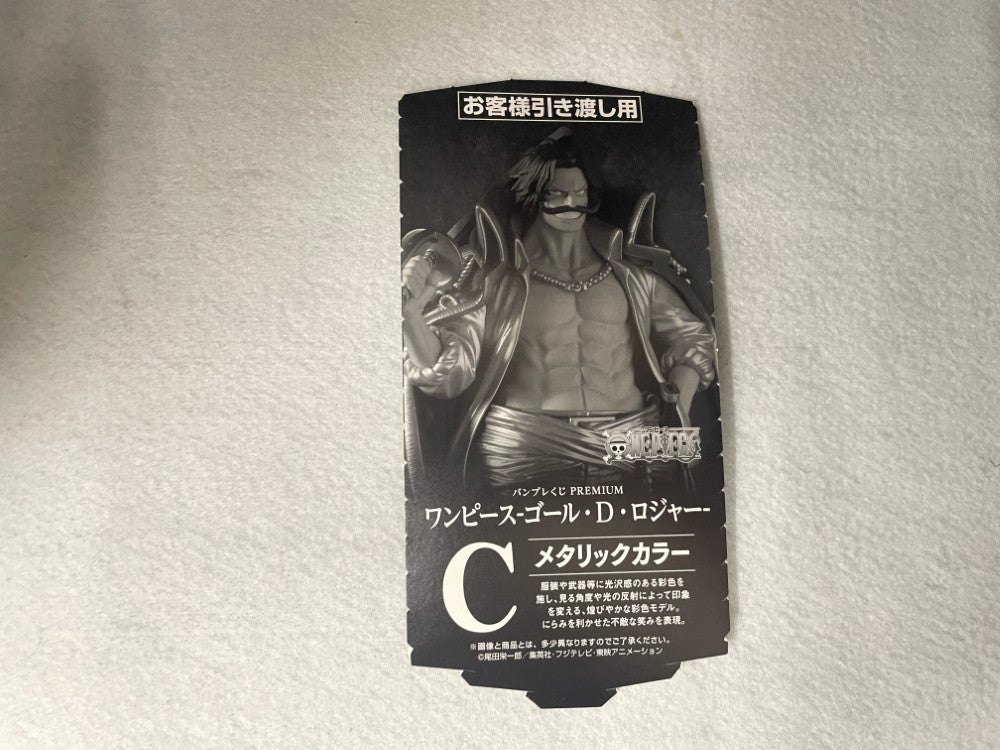 お客様引き渡し用
ONE PIECE
バンプレくじ PREMIUM
ワンピース-ゴール・D・ロジャー-
C
メタリックカラー
服装や武器等に光沢感のある彩色を
施し、見る角度や光の反射によって印象
を変える、煌びやかな彩色モデル。
にらみを利かせた不敵な笑みを表現。
※画像と商品とは、多少異なりますのでご了承ください。
©尾田栄一郎／集英社・フジテレビ・東映アニメーション